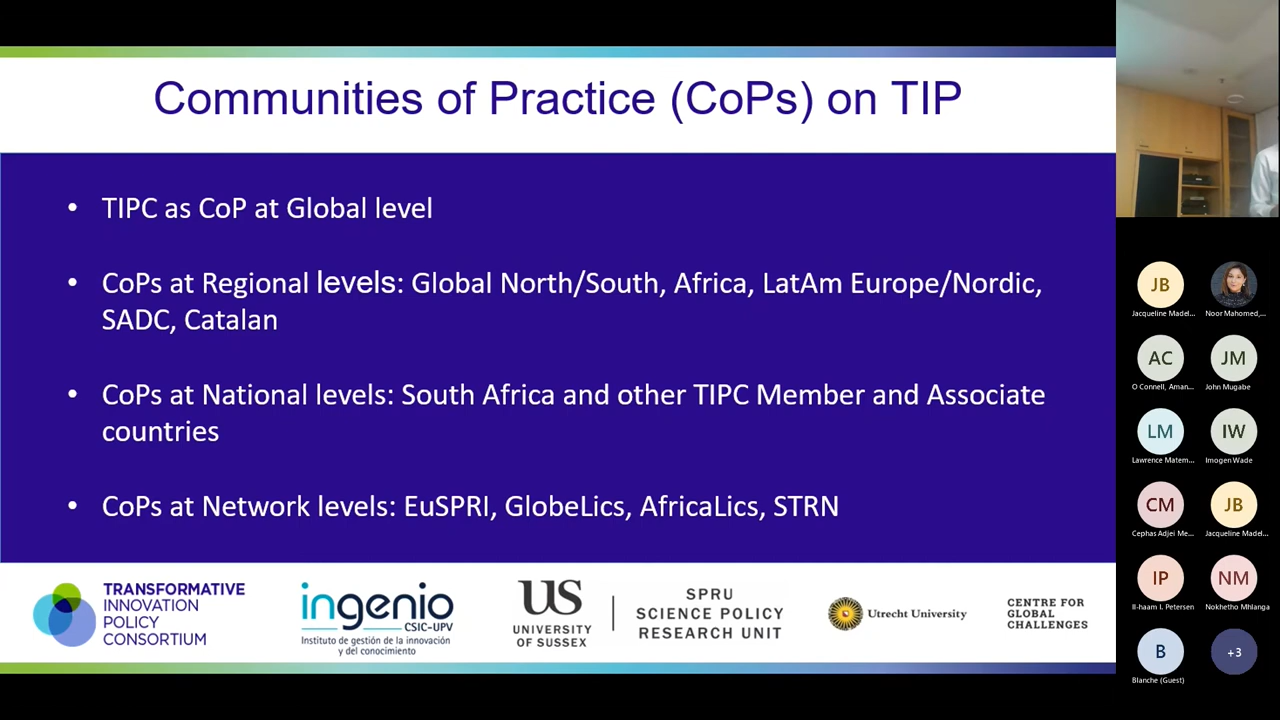 Communities of Practice (CoPs) on TIP
• TIPC as CoP at Global level
• CoPs at Regional levels: Global North/South, Africa, LatAm Europe/Nordic,
SADC, Catalan
• CoPs at National levels: South Africa and other TIPC Member and Associate
countries
• CoPs at Network levels: EuSPRI, GlobeLics, AfricaLics, STRN
TRANSFORMATIVE
INNOVATION
POLICY
CONSORTIUM
ingenio
CSIC-UPV
Instituto de gestión de la innovación
y del conocimiento
US
UNIVERSITY
OF SUSSEX
SPRU
SCIENCE POLICY
RESEARCH UNIT
Utrecht University
CENTRE FOR
GLOBAL
CHALLENGES
JB
Jacqueline Madel...
Noor Mahomed,...
AC
O Connell, Aman...
JM
John Mugabe
LM
Lawrence Matem...
IW
Imogen Wade
CM
Cephas Adjei Me...
JB
Jacqueline Madel...
IP
Il-haam I. Petersen
NM
Nokhetho Mhlanga
B
Blanche (Guest)
+3